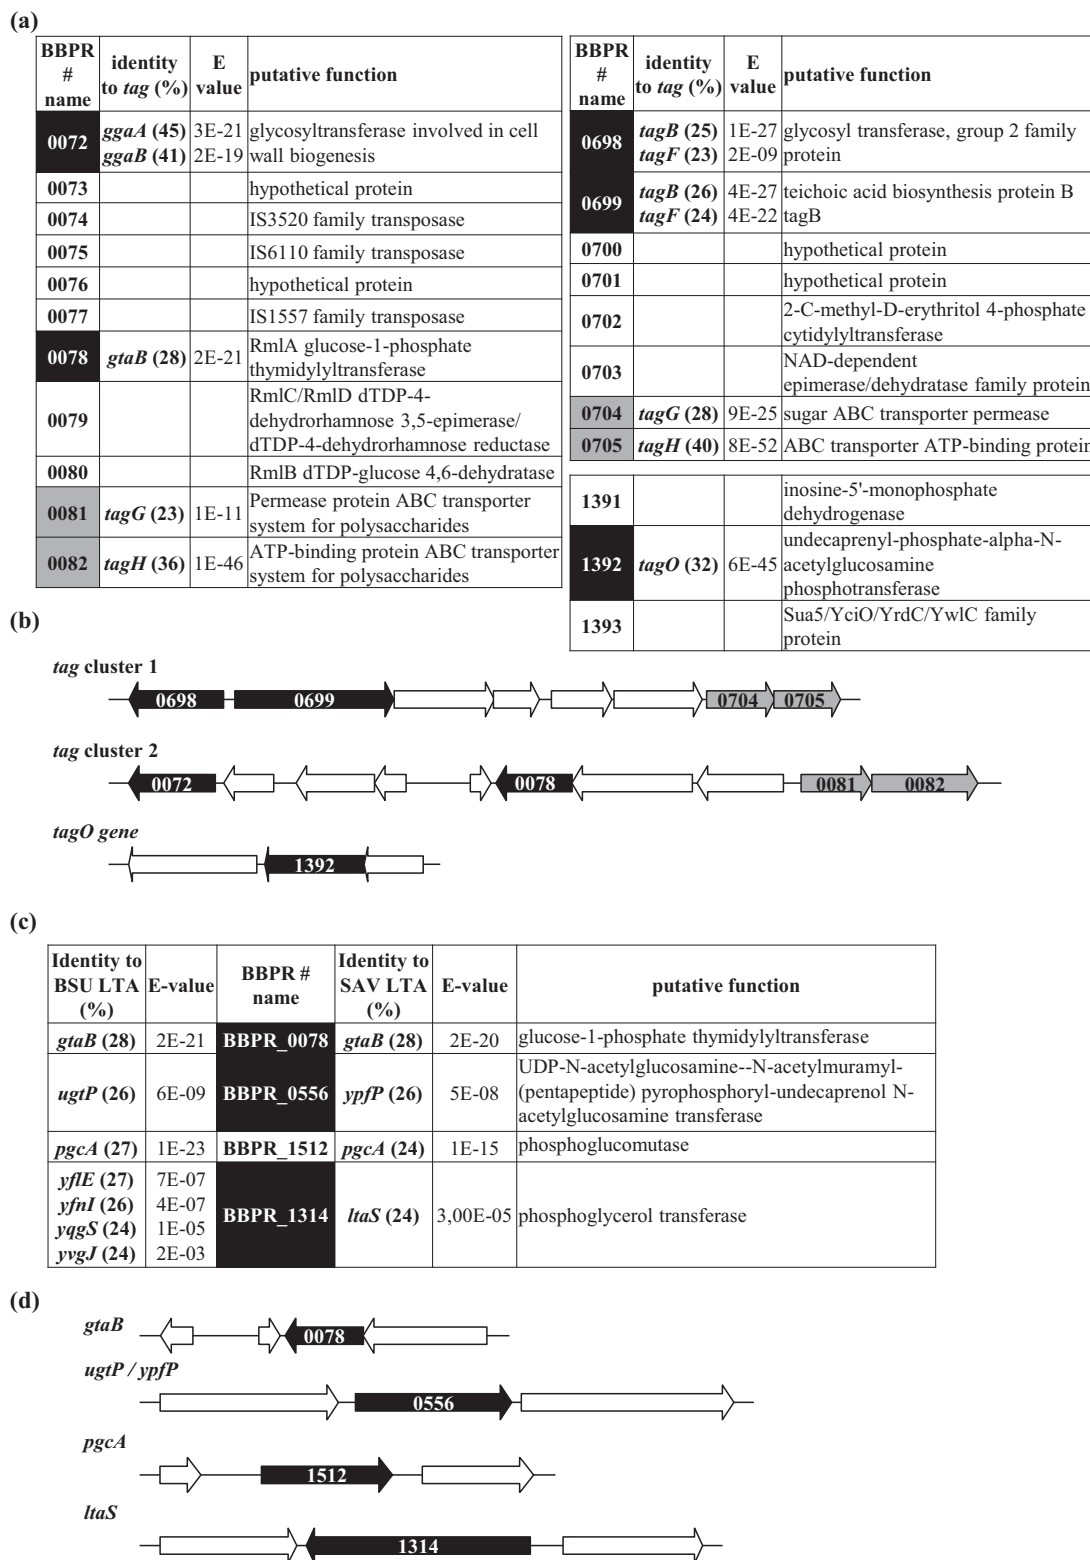 (a)
BBPR # name | identity to tag (%) | E value | putative function
0072 | ggaA (45) ggaB (41) | 3E-21 2E-19 | glycosyltransferase involved in cell wall biogenesis
0073 | hypothetical protein
0074 | IS3520 family transposase
0075 | IS6110 family transposase
0076 | hypothetical protein
0077 | IS1557 family transposase
0078 | gtaB (28) | 2E-21 | RmlA glucose-1-phosphate thymidylyltransferase
0079 | RmlC/RmlD dTDP-4-dehydrorhamnose 3,5-epimerase/ dTDP-4-dehydrorhamnose reductase
0080 | RmlB dTDP-glucose 4,6-dehydratase
0081 | tagG (23) | 1E-11 | Permease protein ABC transporter system for polysaccharides
0082 | tagH (36) | 1E-46 | ATP-binding protein ABC transporter system for polysaccharides
BBPR # name | identity to tag (%) | E value | putative function
0698 | tagB (25) tagF (23) | 1E-27 2E-09 | glycosyl transferase, group 2 family protein
0699 | tagB (26) tagF (24) | 4E-27 4E-22 | teichoic acid biosynthesis protein B tagB
0700 | hypothetical protein
0701 | hypothetical protein
0702 | 2-C-methyl-D-erythritol 4-phosphate cytidylyltransferase
0703 | NAD-dependent epimerase/dehydratase family protein
0704 | tagG (28) | 9E-25 | sugar ABC transporter permease
0705 | tagH (40) | 8E-52 | ABC transporter ATP-binding protein
1391 | inosine-5'-monophosphate dehydrogenase
1392 | tagO (32) | 6E-45 | undecaprenyl-phosphate-alpha-N-acetylglucosamine phosphotransferase
1393 | Sua5/YciO/YrdC/YwlC family protein
(b)
tag cluster 1
0698 0699 0704 0705
tag cluster 2
0072 0078 0081 0082
tagO gene
1392
(c)
Identity to BSU LTA (%) | E-value | BBPR # name | Identity to SAV LTA (%) | E-value | putative function
gtaB (28) | 2E-21 | BBPR_0078 | gtaB (28) | 2E-20 | glucose-1-phosphate thymidylyltransferase
ugtP (26) | 6E-09 | BBPR_0556 | ypfP (26) | 5E-08 | UDP-N-acetylglucosamine--N-acetylmuramyl-(pentapeptide) pyrophosphoryl-undecaprenol N-acetylglucosamine transferase
pgcA (27) | 1E-23 | BBPR_1512 | pgcA (24) | 1E-15 | phosphoglucomutase
yflE (27) yfnI (26) yqgS (24) yvgJ (24) | 7E-07 4E-07 1E-05 2E-03 | BBPR_1314 | ltaS (24) | 3,00E-05 | phosphoglycerol transferase
(d)
gtaB
0078
ugtP / ypfP
0556
pgcA
1512
ltaS
1314